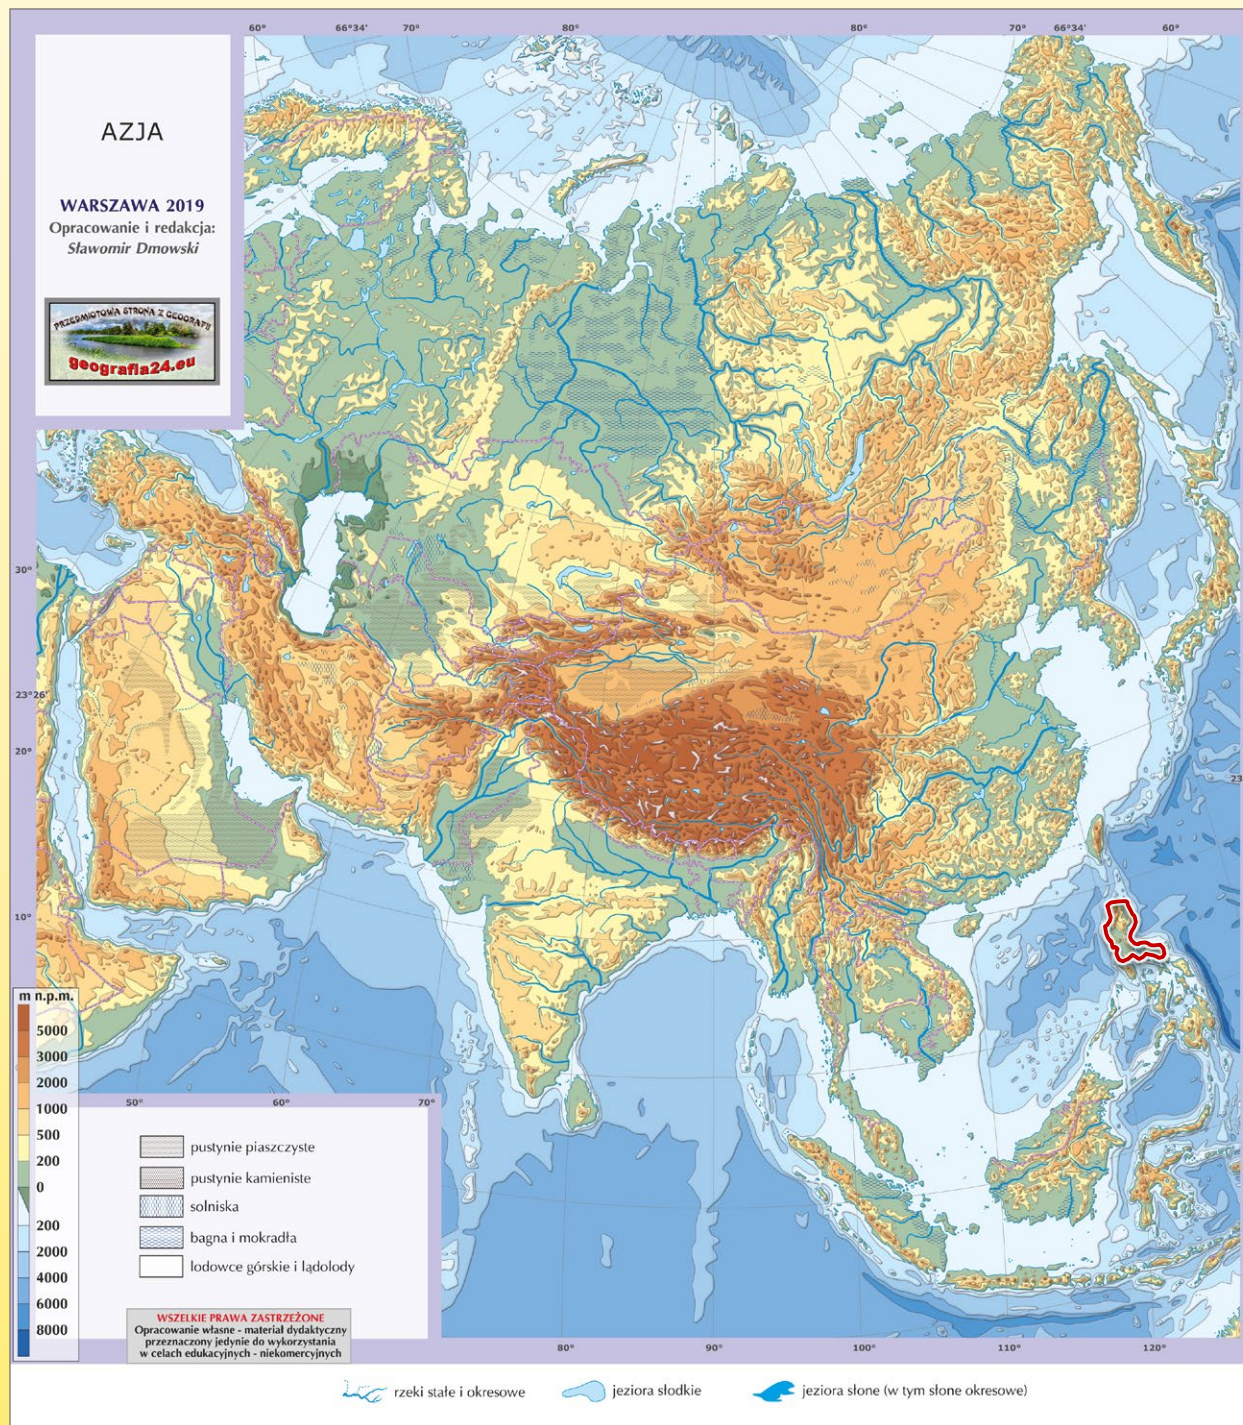 60° 66°34' 70° 80° 80° 70° 66°34' 60°
AZJA
WARSZAWA 2019
Opracowanie i redakcja:
Sławomir Dmowski
PRZEDMIOTOWA STRONA Z GEOGRAFII
geografia24.eu
30°
23°26'
20°
23
10°
m n.p.m.
5000
3000
2000
1000
500
200
0
200
2000
4000
6000
8000
50° 60° 70°
pustynie piaszczyste
pustynie kamieniste
solniska
bagna i mokradła
lodowce górskie i lądolody
WSZELKIE PRAWA ZASTRZEŻONE
Opracowanie własne - materiał dydaktyczny
przeznaczony jedynie do wykorzystania
w celach edukacyjnych - niekomercyjnych
80° 90° 100° 110° 120°
rzeki stałe i okresowe
jeziora słodkie
jeziora słone (w tym słone okresowe)